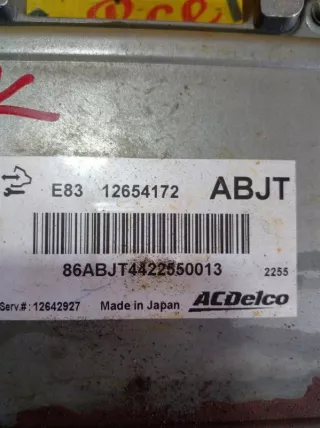 E83 12654172 ABJT
86ABJT4422550013
2255
Serv.#: 12642927 Made in Japan ACDelco